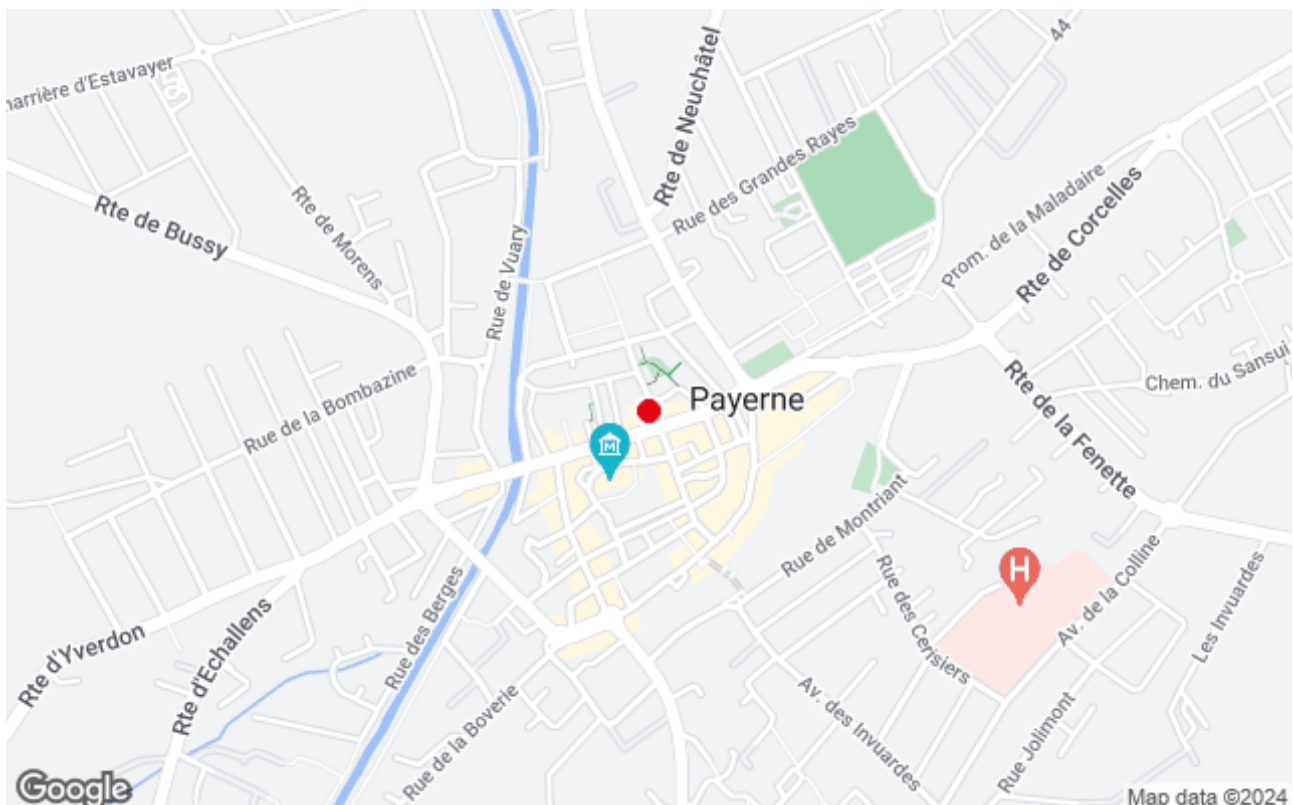 44
narrière d'Estavayer
Rte de Neuchâtel
Rue des Grandes Rayes
Rte de Morens
Rte de Bussy
Rue de Vuary
Prom. de la Maladaire
Rte de Corcelles
Rue de la Bombazine
Payerne
Chem. du Sansui
Rte de la Fenette
M
Rue de Montriant
H
Rue des Cerisiers
Av. de la Colline
Les Invuardes
Rue des Berges
Rte d'Yverdon
Rte d'Echallens
Rue de la Boverie
Av. des Invuardes
Rue Jolimont
Google
Map data ©2024